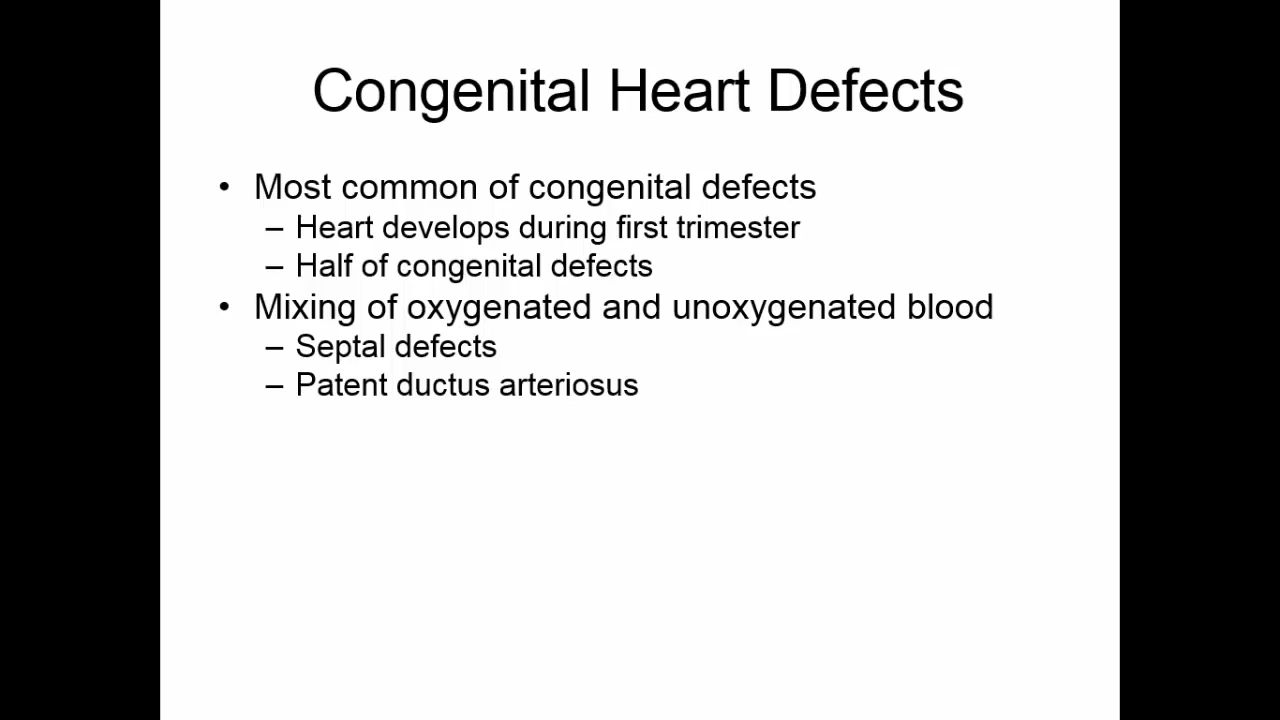 Congenital Heart Defects
• Most common of congenital defects
– Heart develops during first trimester
– Half of congenital defects
• Mixing of oxygenated and unoxygenated blood
– Septal defects
– Patent ductus arteriosus